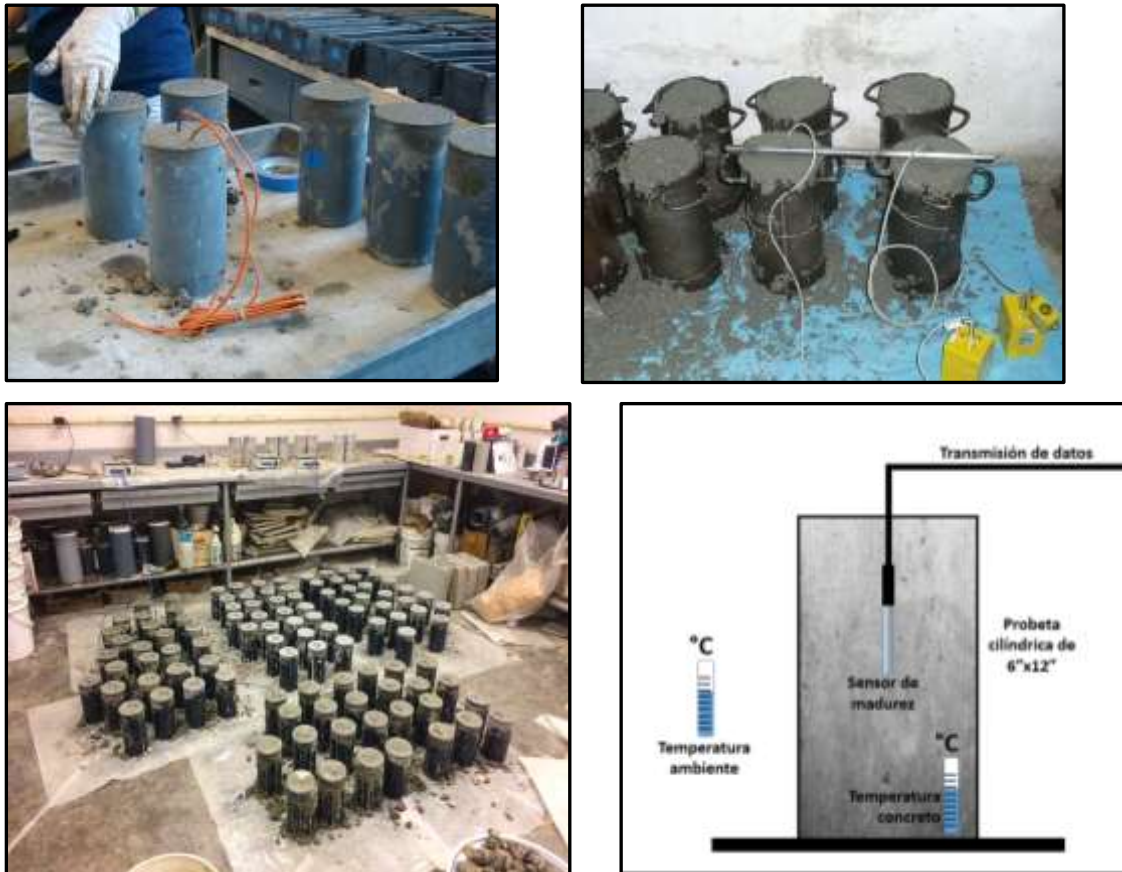 Transmisión de datos
°C
Temperatura
ambiente
Sensor de
madurez
Probeta
cilíndrica de
6"x12"
°C
Temperatura
concreto